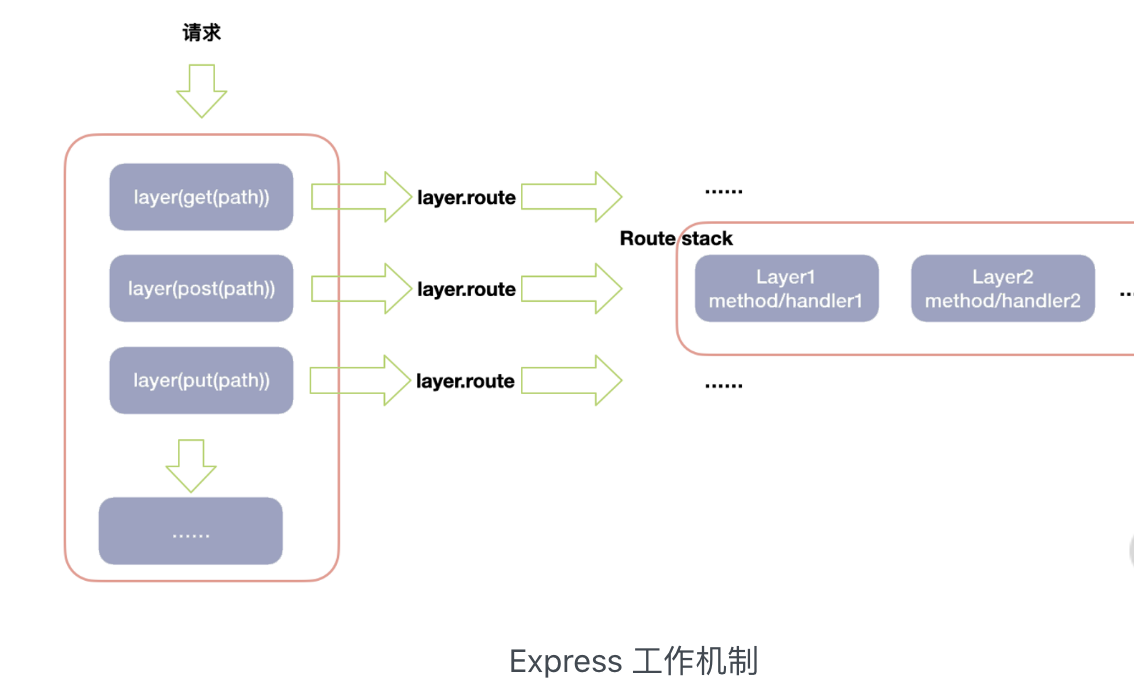 请求
layer(get(path))
layer.route
......
layer(post(path))
layer.route
Route stack
Layer1
method/handler1
Layer2
method/handler2
...
layer(put(path))
layer.route
......
......
Express 工作机制